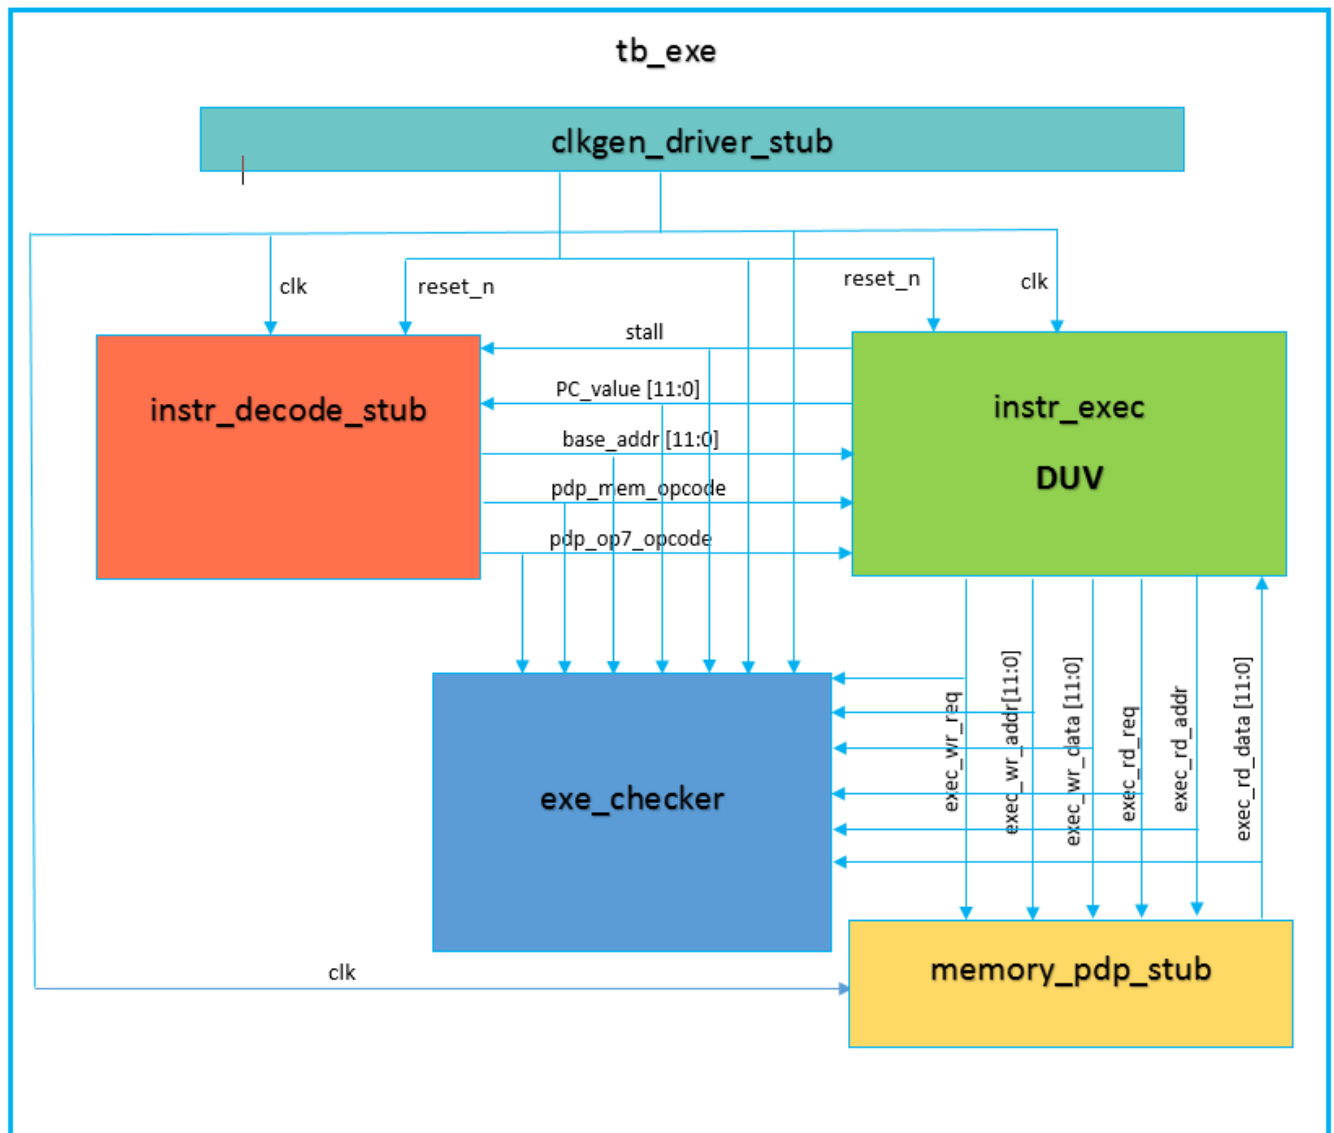 tb_exe
clkgen_driver_stub
clk
reset_n
reset_n
clk
stall
PC_value [11:0]
base_addr [11:0]
pdp_mem_opcode
pdp_op7_opcode
instr_decode_stub
instr_exec
DUV
exec_wr_req
exec_wr_addr[11:0]
exec_wr_data [11:0]
exec_rd_req
exec_rd_addr
exec_rd_data [11:0]
exe_checker
memory_pdp_stub
clk